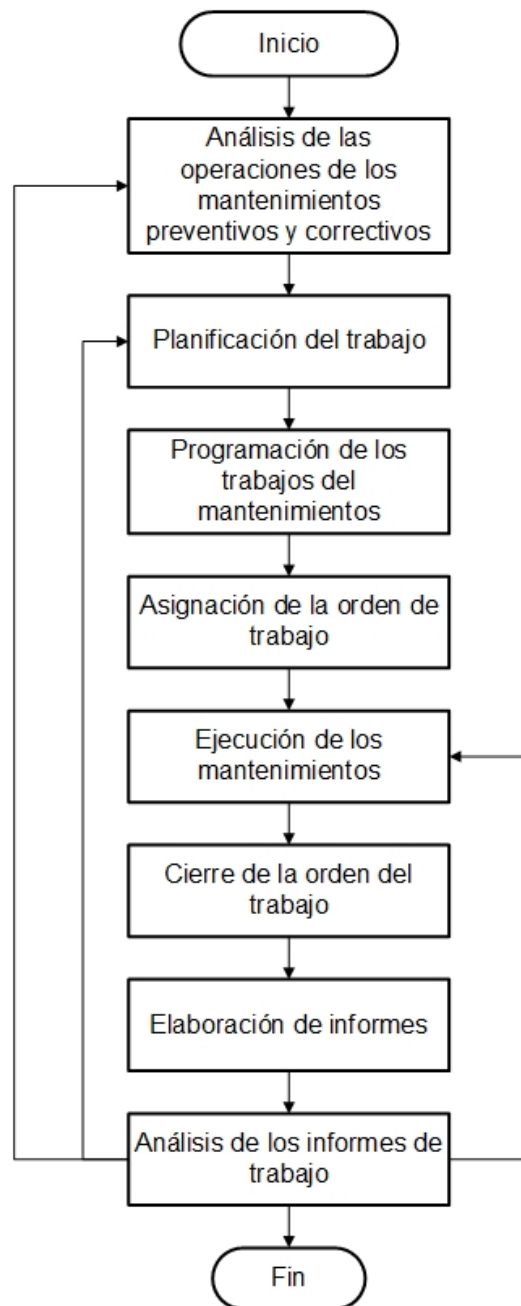 Inicio
Análisis de las
operaciones de los
mantenimientos
preventivos y correctivos
Planificación del trabajo
Programación de los
trabajos del
mantenimientos
Asignación de la orden de
trabajo
Ejecución de los
mantenimientos
Cierre de la orden del
trabajo
Elaboración de informes
Análisis de los informes de
trabajo
Fin